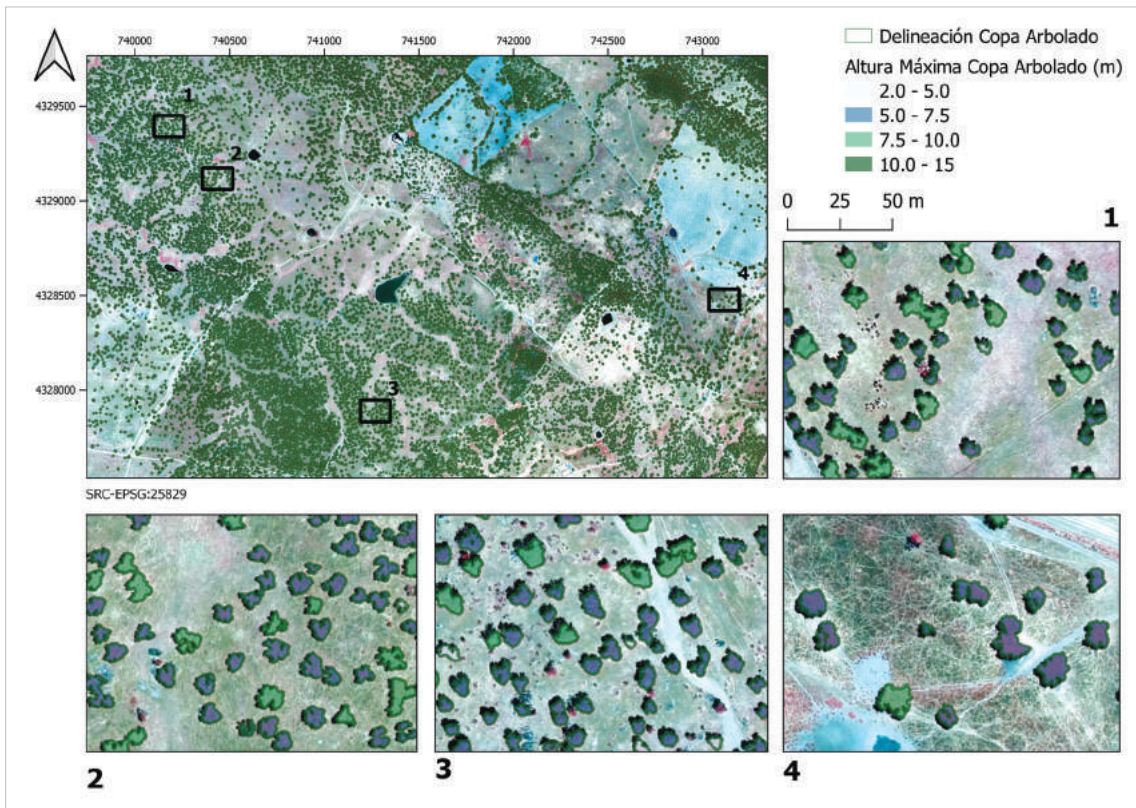 740000 740500 741000 741500 742000 742500 743000
4329500
4329000
4328500
4328000
1
2
3
4
SRC-EPSG:25829
Delineación Copa Arbolado
Altura Máxima Copa Arbolado (m)
2.0 - 5.0
5.0 - 7.5
7.5 - 10.0
10.0 - 15
0 25 50 m
1
2
3
4